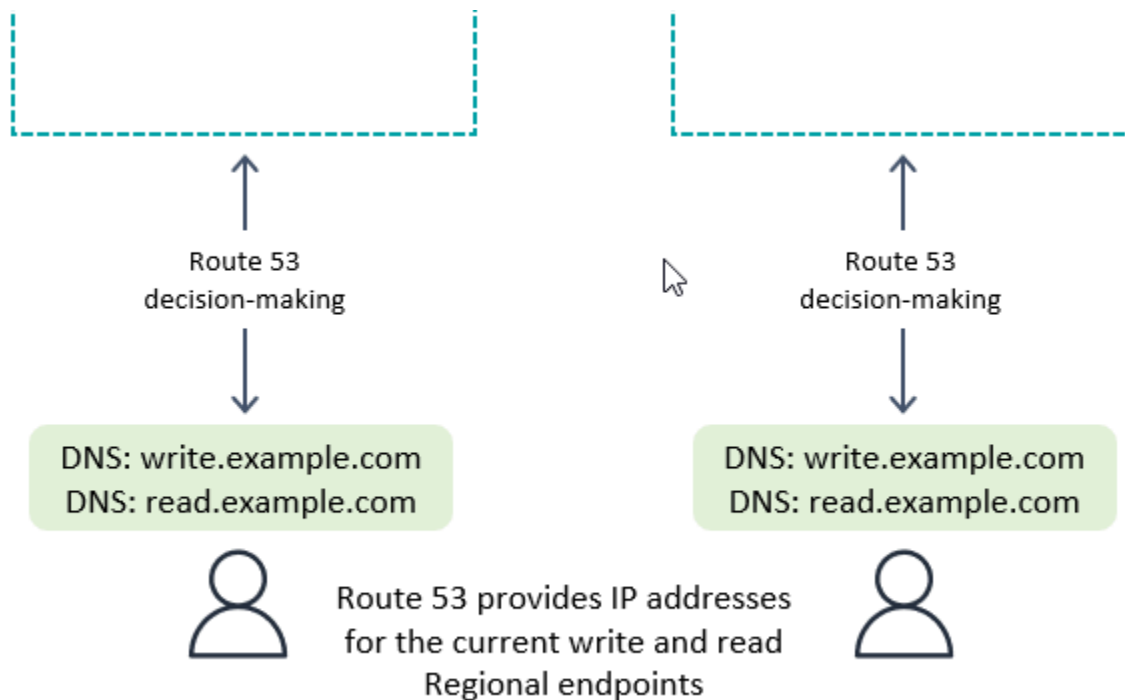 Route 53
decision-making
Route 53
decision-making
DNS: write.example.com
DNS: read.example.com
DNS: write.example.com
DNS: read.example.com
Route 53 provides IP addresses
for the current write and read
Regional endpoints